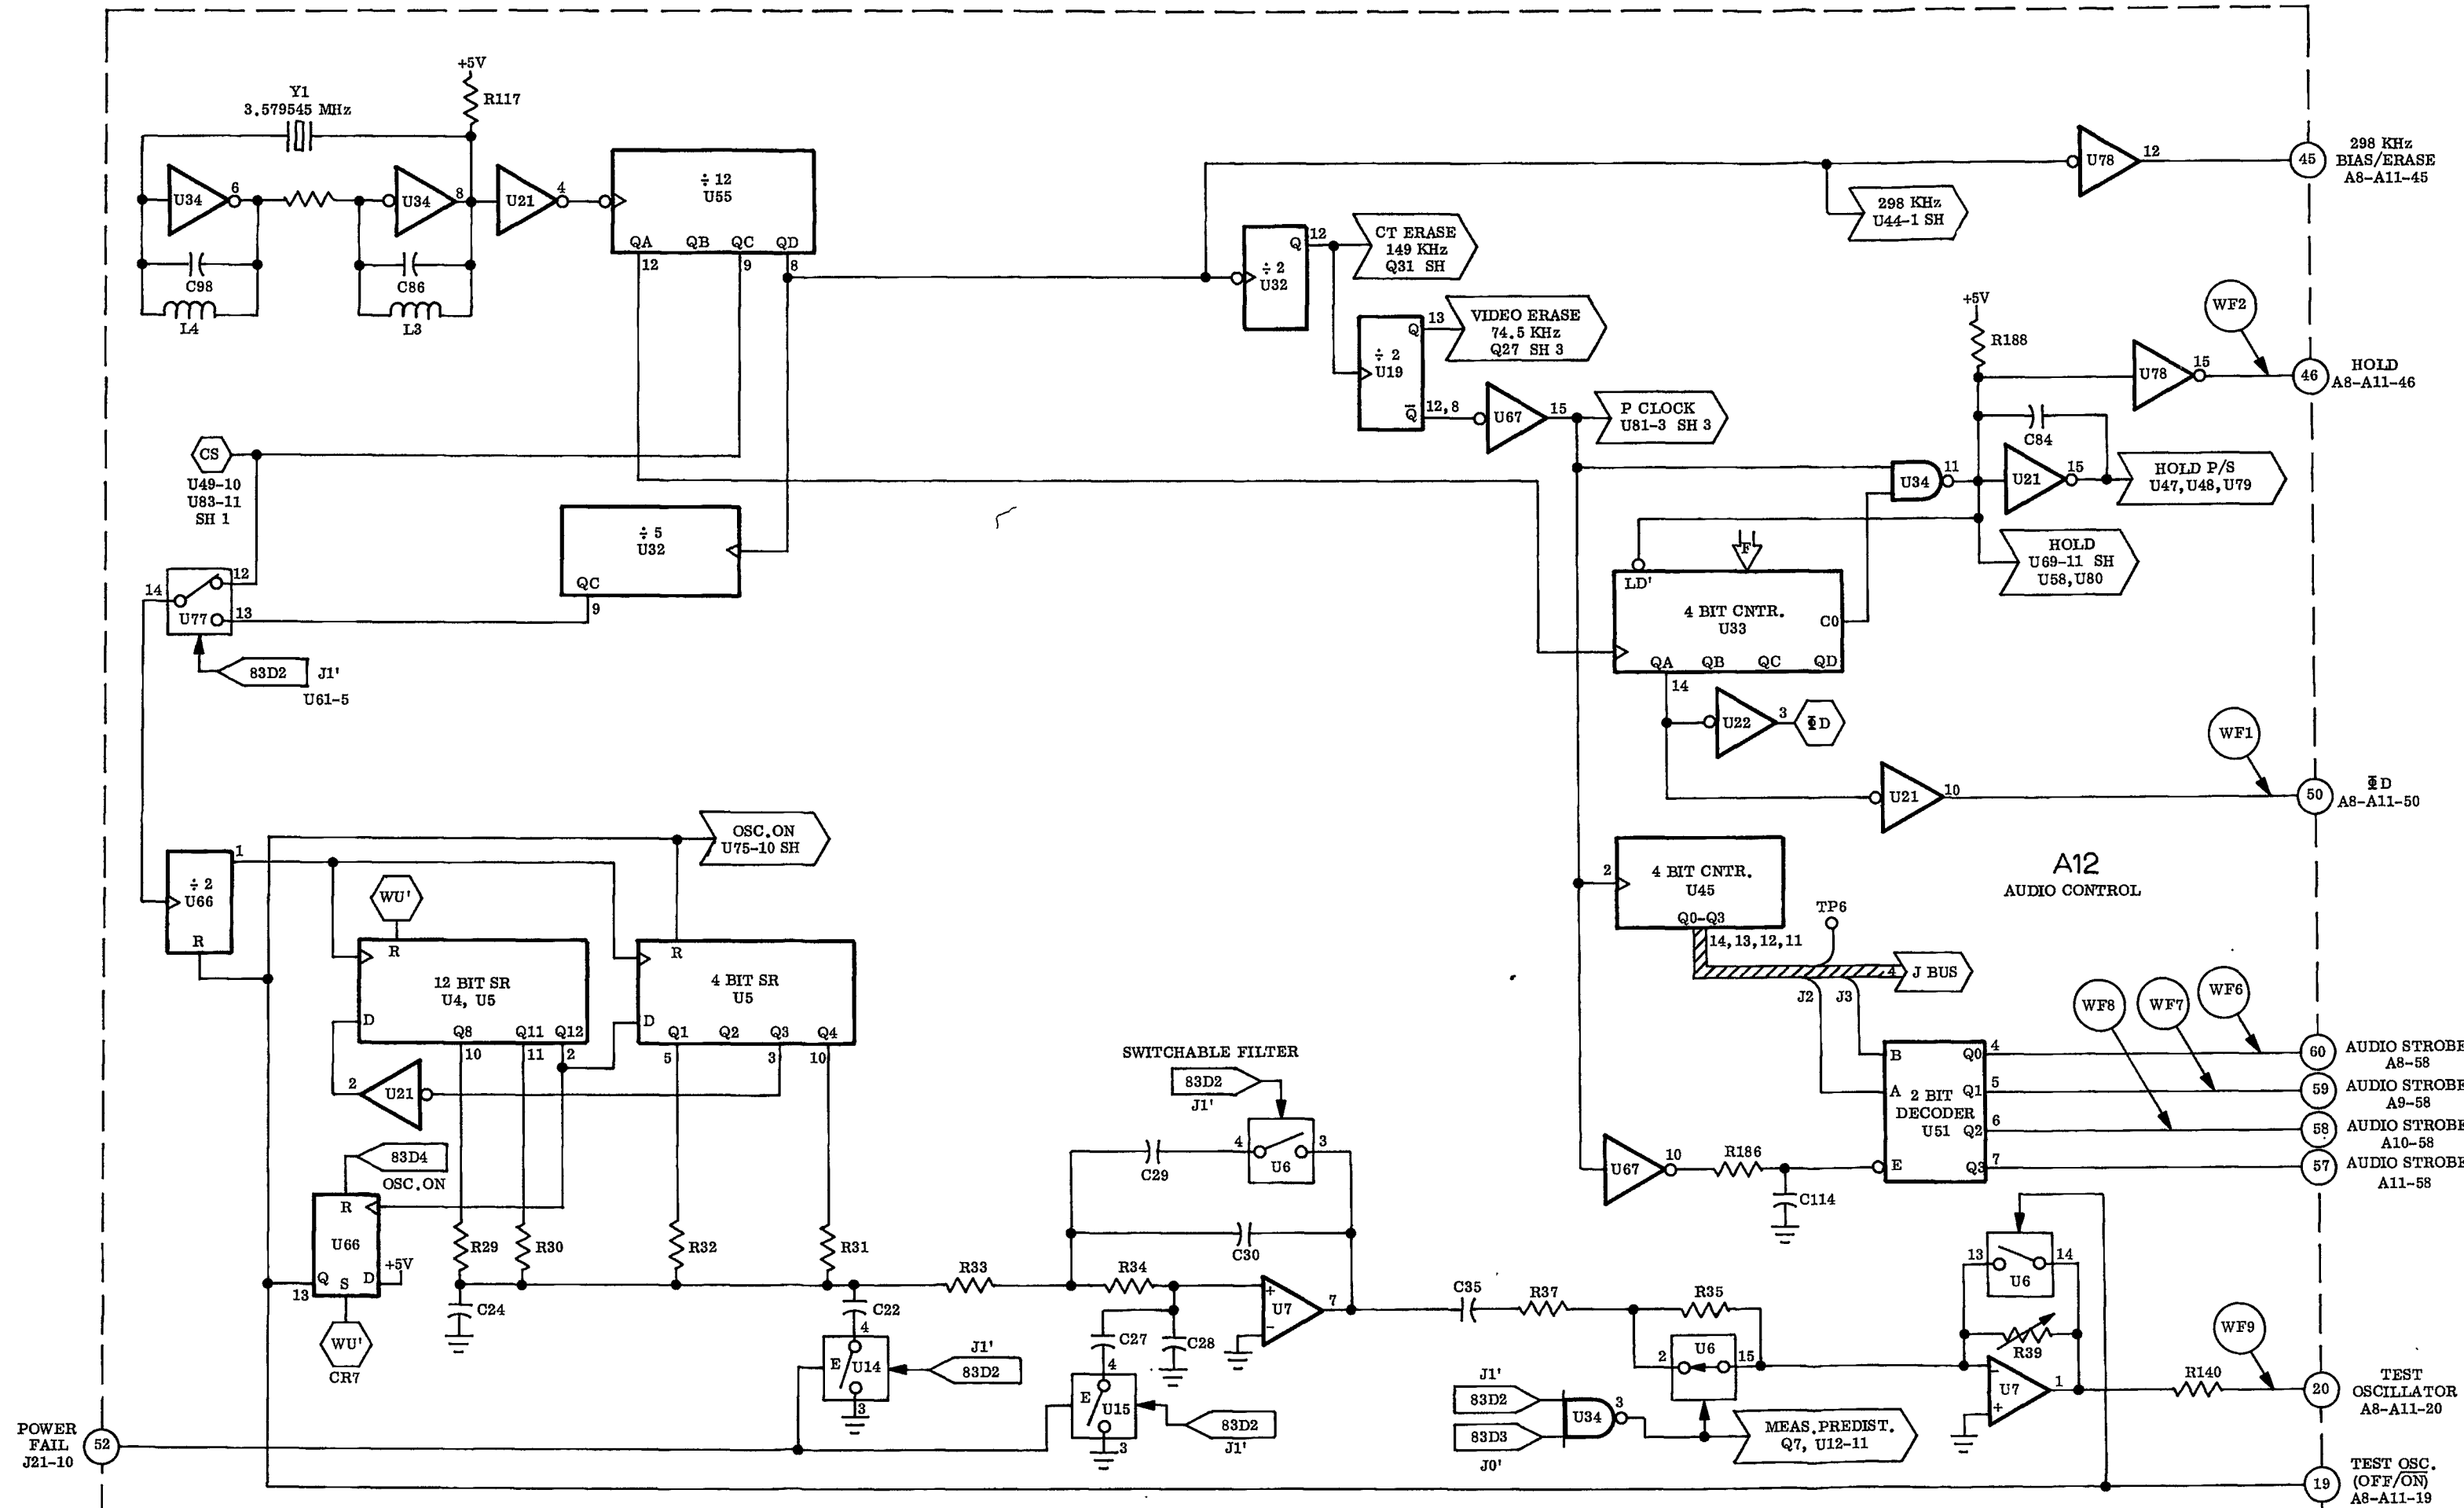 +5V
R117
Y1
3.579545 MHz
U34
6
U34
8
U21
4
÷ 12
U55
QA
QB
QC
QD
12
9
8
C98
L4
C86
L3
U78
12
45
298 KHz
BIAS/ERASE
A8-A11-45
298 KHz
U44-1 SH
÷ 2
U32
Q
12
CT ERASE
149 KHz
Q31 SH
÷ 2
U19
Q
13
VIDEO ERASE
74.5 KHz
Q27 SH 3
Q̅
12,8
U67
15
P CLOCK
U81-3 SH 3
+5V
R188
WF2
U78
15
46
HOLD
A8-A11-46
C84
U34
11
U21
15
HOLD P/S
U47,U48,U79
HOLD
U69-11 SH
U58,U80
CS
U49-10
U83-11
SH 1
÷ 5
U32
QC
9
14
12
U77
13
83D2
J1'
U61-5
F
LD'
4 BIT CNTR.
U33
C0
QA
QB
QC
QD
14
U22
3
ΦD
WF1
U21
10
50
ΦD
A8-A11-50
OSC.ON
U75-10 SH
÷ 2
U66
R
1
WU'
R
12 BIT SR
U4, U5
D
Q8
Q11
Q12
10
11
2
R
4 BIT SR
U5
D
Q1
Q2
Q3
Q4
5
3
10
2
U21
2
4 BIT CNTR.
U45
Q0-Q3
14,13,12,11
TP6
4
J BUS
J2
J3
A12
AUDIO CONTROL
WF8
WF7
WF6
B
A
2 BIT
DECODER
U51
E
Q0
Q1
Q2
Q3
4
5
6
7
60
AUDIO STROBE
A8-58
59
AUDIO STROBE
A9-58
58
AUDIO STROBE
A10-58
57
AUDIO STROBE
A11-58
U67
10
R186
C114
83D4
OSC.ON
R
U66
Q
S
D
+5V
13
WU'
CR7
R29
R30
R32
R31
C24
C22
4
E
U14
3
J1'
83D2
SWITCHABLE FILTER
83D2
J1'
4
3
U6
C29
C30
R33
R34
C27
C28
4
E
U15
3
83D2
J1'
+
U7
-
7
C35
R37
R35
U6
2
15
J1'
83D2
83D3
J0'
U34
3
MEAS.PREDIST.
Q7, U12-11
13
14
U6
R39
-
U7
+
1
R140
WF9
20
TEST
OSCILLATOR
A8-A11-20
POWER
FAIL
J21-10
52
19
TEST OSC.
(OFF/O̅N̅)
A8-A11-19